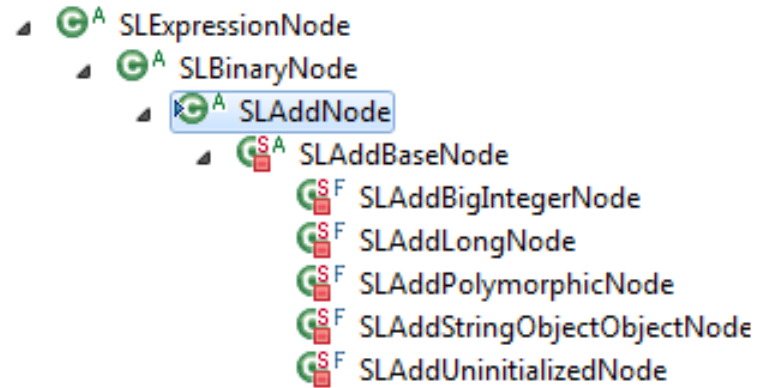 A SLExpressionNode
A SLBinaryNode
A SLAddNode
S A SLAddBaseNode
S F SLAddBigIntegerNode
S F SLAddLongNode
S F SLAddPolymorphicNode
S F SLAddStringObjectObjectNode
S F SLAddUninitializedNode